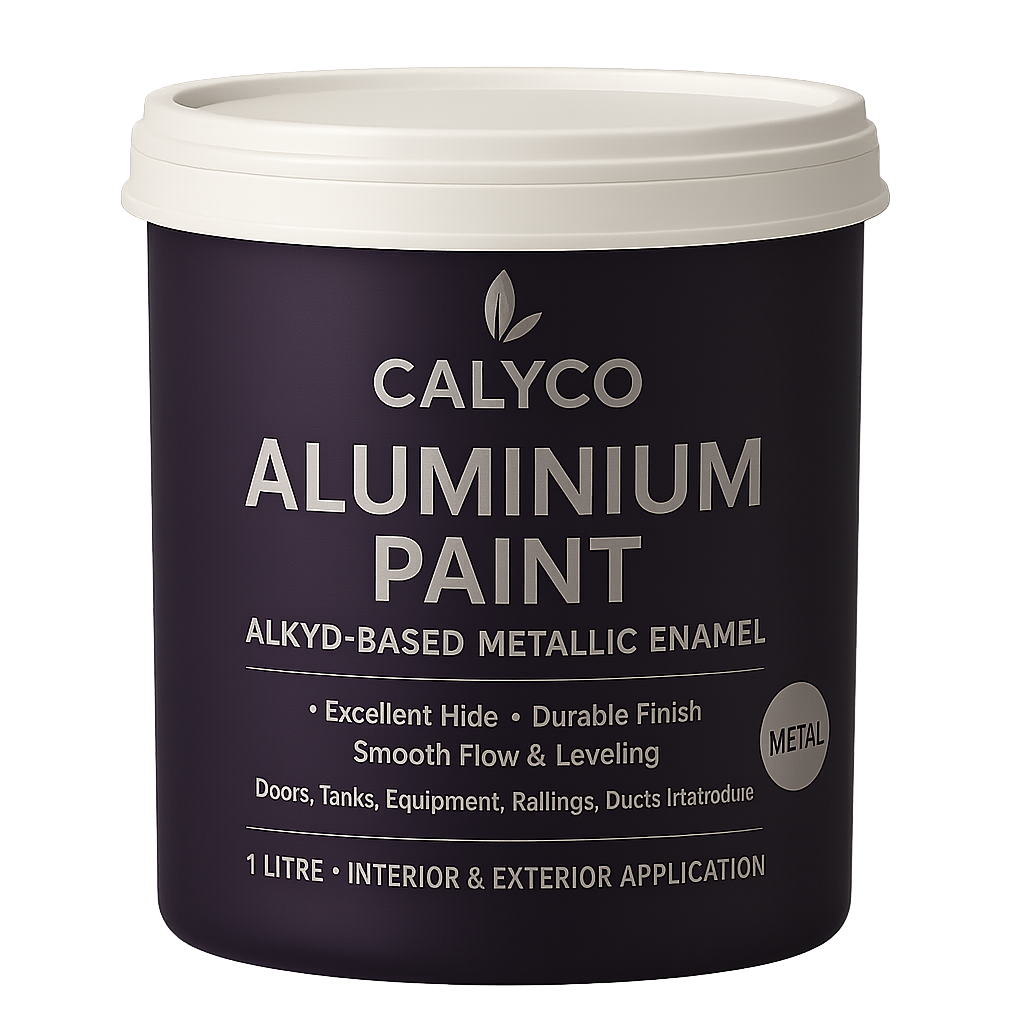 CALYCO
ALUMINIUM
PAINT
ALKYD-BASED METALLIC ENAMEL
• Excellent Hide • Durable Finish
Smooth Flow & Leveling
Doors, Tanks, Equipment, Rallings, Ducts Irtatrodure
METAL
1 LITRE • INTERIOR & EXTERIOR APPLICATION